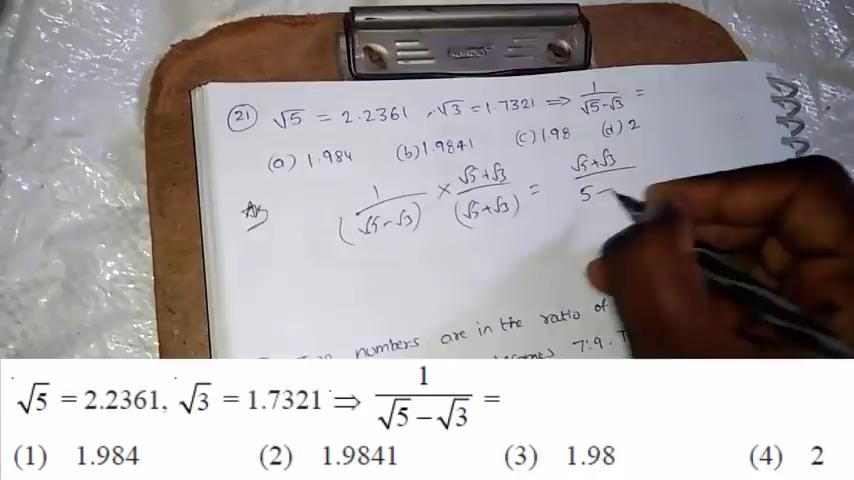 (21) √5 = 2.2361 , √3 = 1.7321 ⇒ 1/(√5-√3) =
(a) 1.984 (b) 1.9841 (c) 1.98 (d) 2
1/(√5-√3) × (√5+√3)/(√5+√3) = (√5+√3)/(5-
numbers are in the ratio of
7:9.
√5 = 2.2361, √3 = 1.7321 ⇒ 1/(√5-√3) =
(1) 1.984 (2) 1.9841 (3) 1.98 (4) 2